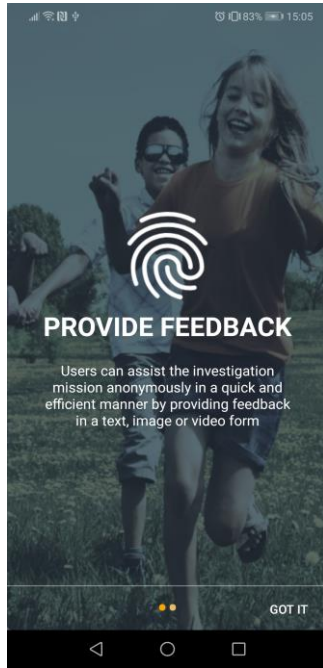 83% 15:05
PROVIDE FEEDBACK
Users can assist the investigation
mission anonymously in a quick and
efficient manner by providing feedback
in a text, image or video form
GOT IT